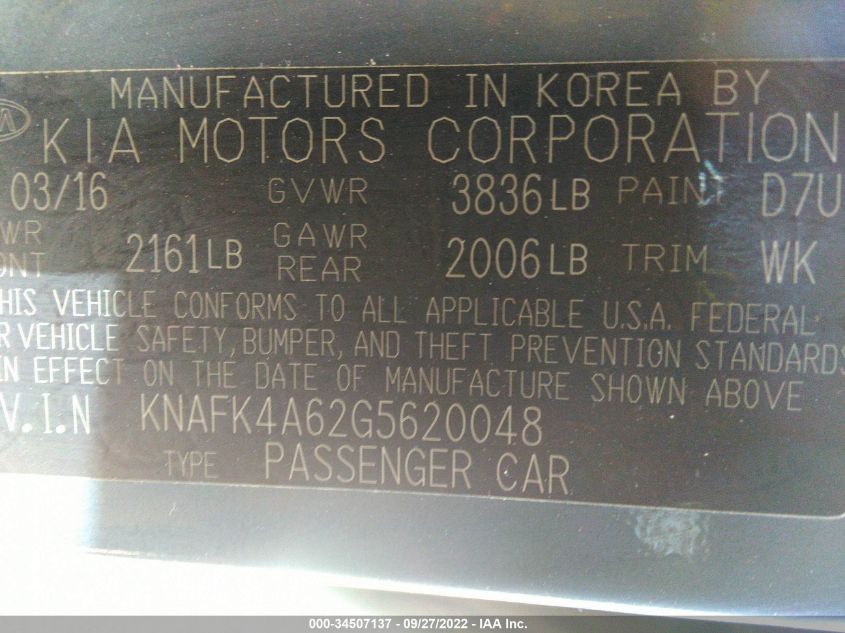 MANUFACTURED IN KOREA BY
KIA MOTORS CORPORATION
03/16 GVWR 3836LB PAINT D7U
WR GAWR
ONT 2161LB REAR 2006LB TRIM WK
HIS VEHICLE CONFORMS TO ALL APPLICABLE U.S.A. FEDERAL
R VEHICLE SAFETY, BUMPER, AND THEFT PREVENTION STANDARDS
IN EFFECT ON THE DATE OF MANUFACTURE SHOWN ABOVE
V.I.N KNAFK4A62G5620048
TYPE PASSENGER CAR
000-34507137 - 09/27/2022 - IAA Inc.